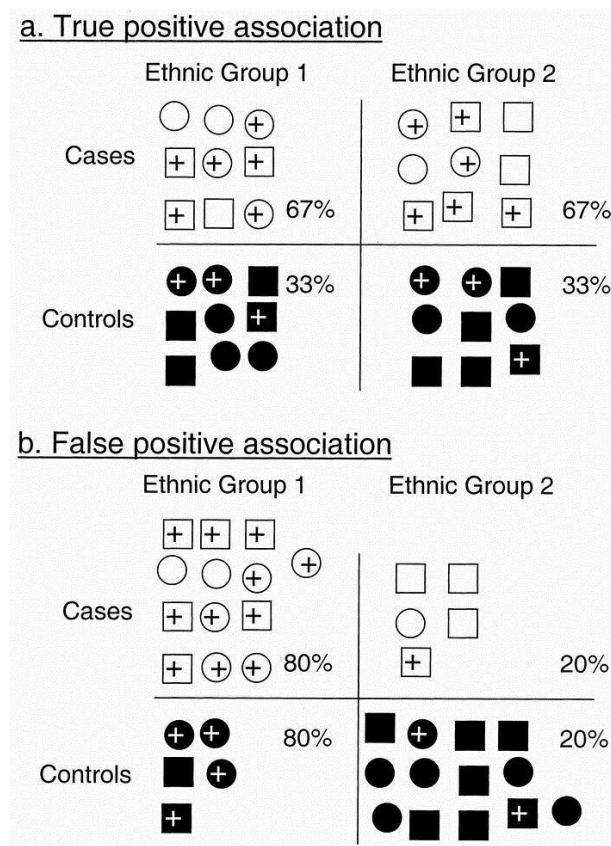 a. True positive association
Ethnic Group 1 Ethnic Group 2
Cases
67% 67%
33% 33%
Controls
b. False positive association
Ethnic Group 1 Ethnic Group 2
Cases
80% 20%
80% 20%
Controls